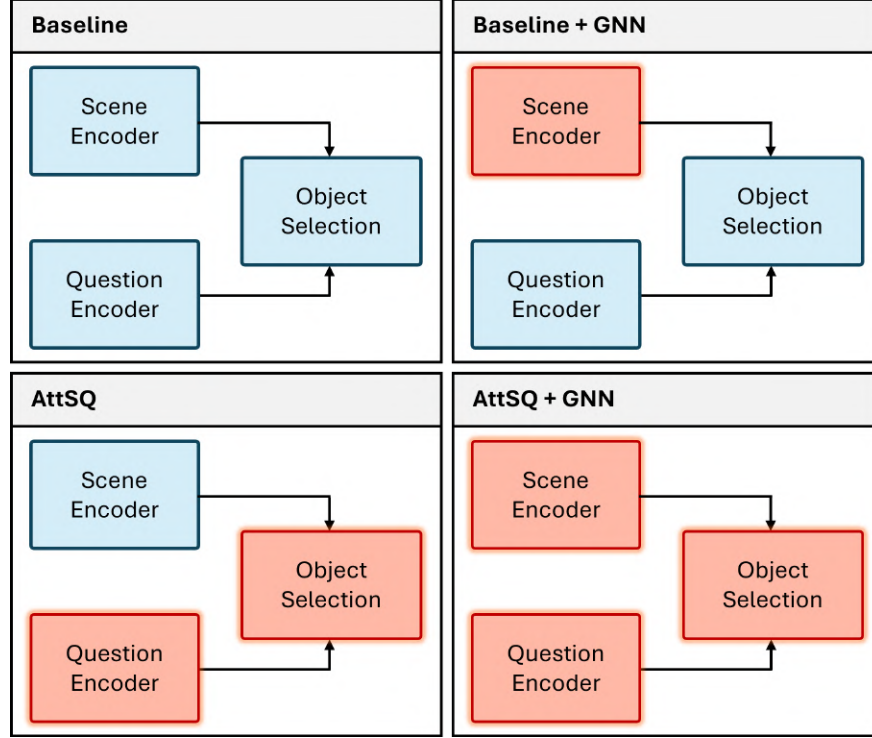 Baseline
Scene
Encoder
Object
Selection
Question
Encoder
Baseline + GNN
Scene
Encoder
Object
Selection
Question
Encoder
AttSQ
Scene
Encoder
Object
Selection
Question
Encoder
AttSQ + GNN
Scene
Encoder
Object
Selection
Question
Encoder